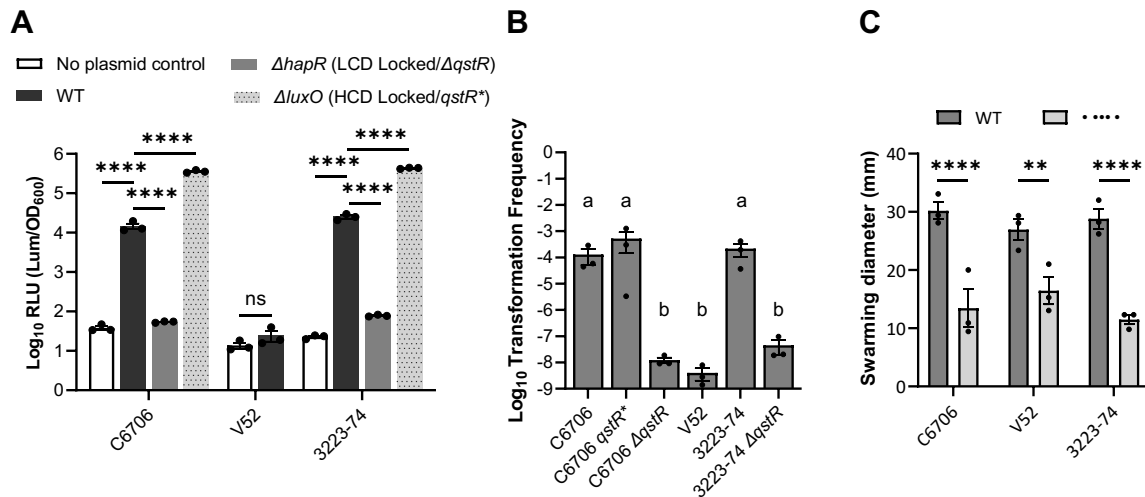 A
No plasmid control
ΔhapR (LCD Locked/ΔqstR)
WT
ΔluxO (HCD Locked/qstR*)
Log10 RLU (Lum/OD600)
6
5
4
3
2
1
0
****
****
****
ns
****
****
****
C6706
V52
3223-74
B
Log10 Transformation Frequency
0
-1
-2
-3
-4
-5
-6
-7
-8
-9
a
a
b
b
a
b
C6706
C6706 qstR*
C6706 ΔqstR
V52
3223-74
3223-74 ΔqstR
C
WT
Swarming diameter (mm)
40
30
20
10
0
****
**
****
C6706
V52
3223-74